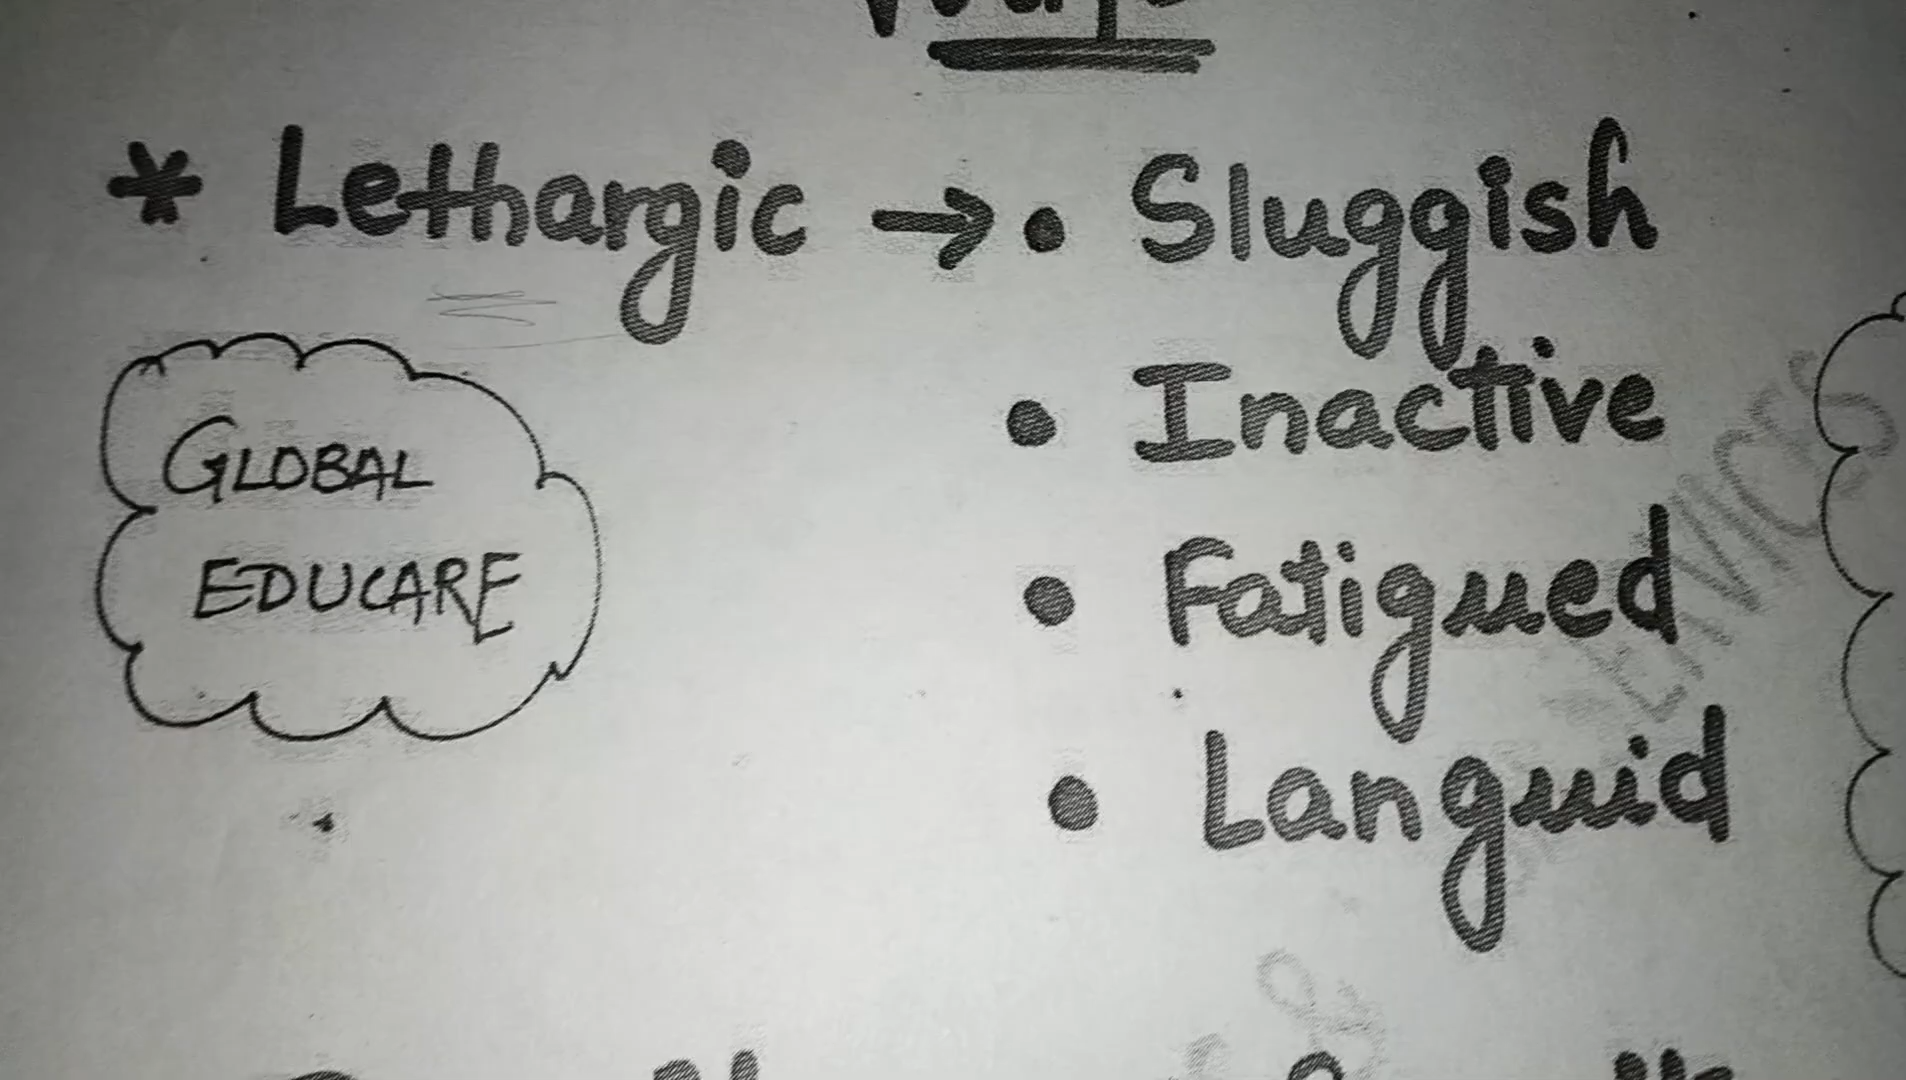 * Lethargic → • Sluggish
• Inactive
• Fatigued
• Languid
GLOBAL
EDUCARE